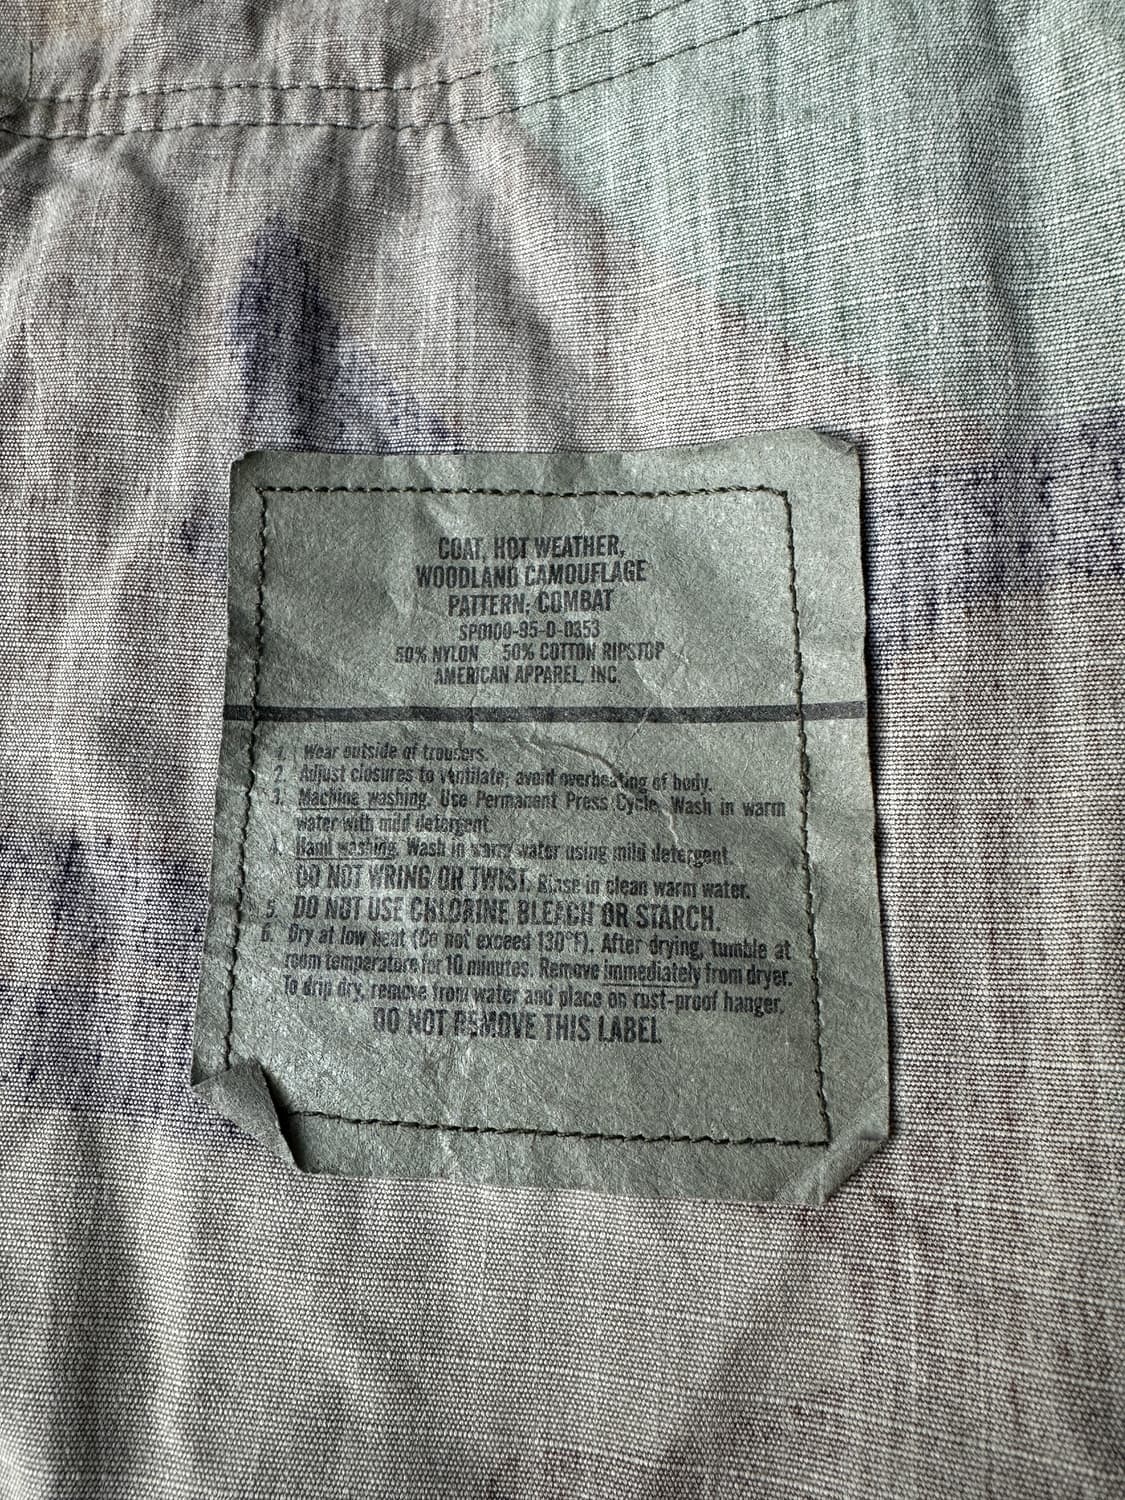 COAT, HOT WEATHER,
WOODLAND CAMOUFLAGE
PATTERN; COMBAT
SP0100-95-D-0353
50% NYLON 50% COTTON RIPSTOP
AMERICAN APPAREL, INC.
1. Wear outside of trousers.
2. Adjust closures to ventilate; avoid overheating of body.
3. Machine washing. Use Permanent Press Cycle. Wash in warm
water with mild detergent.
4. Hand washing. Wash in warm water using mild detergent.
DO NOT WRING OR TWIST. Rinse in clean warm water.
5. DO NOT USE CHLORINE BLEACH OR STARCH.
6. Dry at low heat (Do not exceed 130°F). After drying, tumble at
room temperature for 10 minutes. Remove immediately from dryer.
To drip dry, remove from water and place on rust-proof hanger.
DO NOT REMOVE THIS LABEL